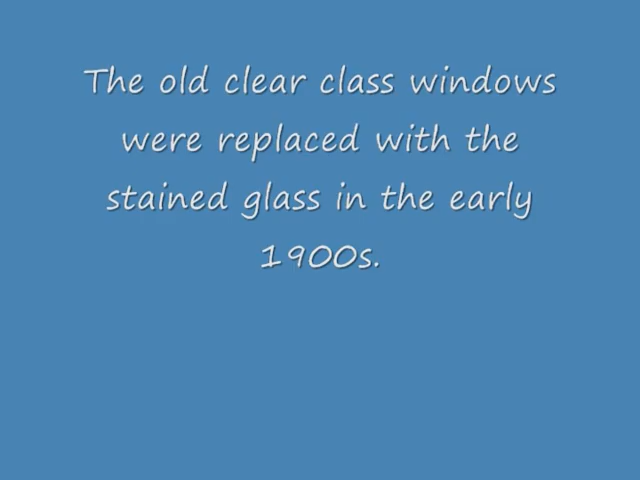 The old clear class windows
were replaced with the
stained glass in the early
1900s.